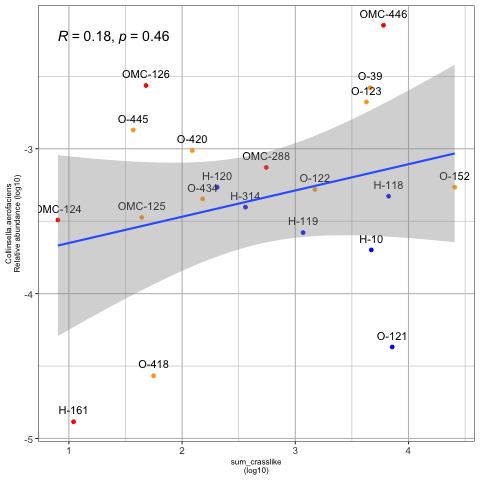 R = 0.18, p = 0.46
OMC-446
OMC-126
O-39
O-123
O-445
O-420
OMC-288
H-120
O-434
O-122
O-152
H-118
H-314
OMC-124
OMC-125
H-119
H-10
O-121
O-418
H-161
-3
-4
-5
1 2 3 4
sum_crasslike
(log10)
Collinsella.aerofaciens
Relative abundance (log10)